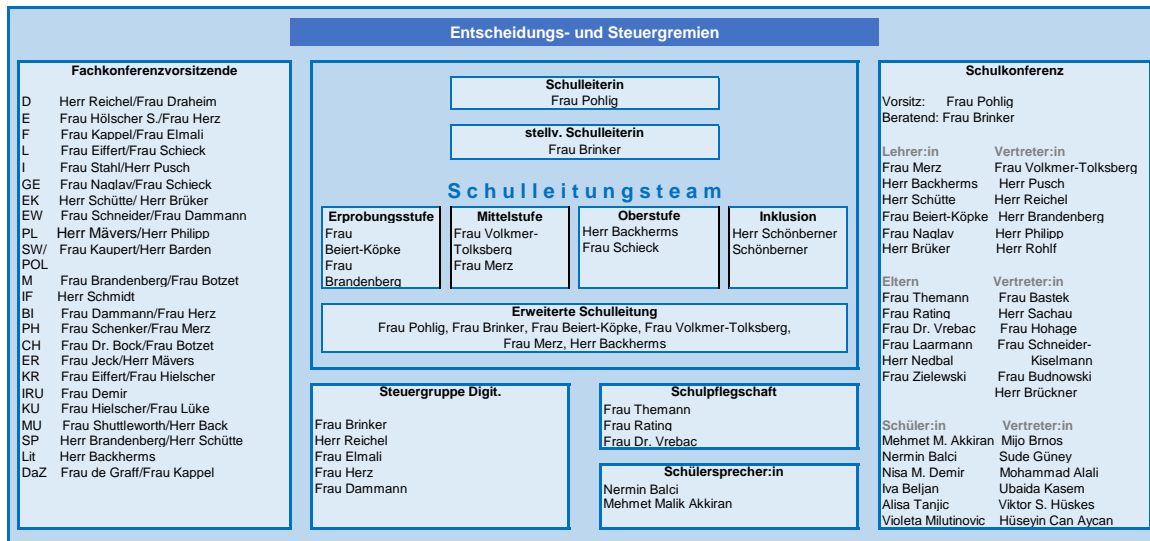 Entscheidungs- und Steuergremien
Fachkonferenzvorsitzende
D Herr Reichel/Frau Draheim
E Frau Hölscher S./Frau Herz
F Frau Kappel/Frau Elmali
L Frau Eiffert/Frau Schieck
I Frau Stahl/Herr Pusch
GE Frau Naglav/Frau Schieck
EK Herr Schütte/ Herr Brüker
EW Frau Schneider/Frau Dammann
PL Herr Mävers/Herr Philipp
SW/ Frau Kaupert/Herr Barden
POL
M Frau Brandenberg/Frau Botzet
IF Herr Schmidt
BI Frau Dammann/Frau Herz
PH Frau Schenker/Frau Merz
CH Frau Dr. Bock/Frau Botzet
ER Frau Jeck/Herr Mävers
KR Frau Eiffert/Frau Hielscher
IRU Frau Demir
KU Frau Hielscher/Frau Lüke
MU Frau Shuttleworth/Herr Back
SP Herr Brandenberg/Herr Schütte
Lit Herr Backherms
DaZ Frau de Graff/Frau Kappel
Schulleiterin
Frau Pohlig
stellv. Schulleiterin
Frau Brinker
Schulleitungsteam
Erprobungsstufe
Frau
Beiert-Köpke
Frau
Brandenberg
Mittelstufe
Frau Volkmer-
Tolksberg
Frau Merz
Oberstufe
Herr Backherms
Frau Schieck
Inklusion
Herr Schönberner
Schönberner
Erweiterte Schulleitung
Frau Pohlig, Frau Brinker, Frau Beiert-Köpke, Frau Volkmer-Tolksberg,
Frau Merz, Herr Backherms
Steuergruppe Digit.
Frau Brinker
Herr Reichel
Frau Elmali
Frau Herz
Frau Dammann
Schulpflegschaft
Frau Themann
Frau Rating
Frau Dr. Vrebac
Schülersprecher:in
Nermin Balci
Mehmet Malik Akkiran
Schulkonferenz
Vorsitz: Frau Pohlig
Beratend: Frau Brinker
Lehrer:in Vertreter:in
Frau Merz Frau Volkmer-Tolksberg
Herr Backherms Herr Pusch
Herr Schütte Herr Reichel
Frau Beiert-Köpke Herr Brandenberg
Frau Naglav Herr Philipp
Herr Brüker Herr Rohlf
Eltern Vertreter:in
Frau Themann Frau Bastek
Frau Rating Herr Sachau
Frau Dr. Vrebac Frau Hohage
Frau Laarmann Frau Schneider-
Herr Nedbal Kiselmann
Frau Zielewski Frau Budnowski
Herr Brückner
Schüler:in Vertreter:in
Mehmet M. Akkiran Mijo Brnos
Nermin Balci Sude Güney
Nisa M. Demir Mohammad Alali
Iva Beljan Ubaida Kasem
Alisa Tanjic Viktor S. Hüskes
Violeta Milutinovic Hüseyin Can Aycan